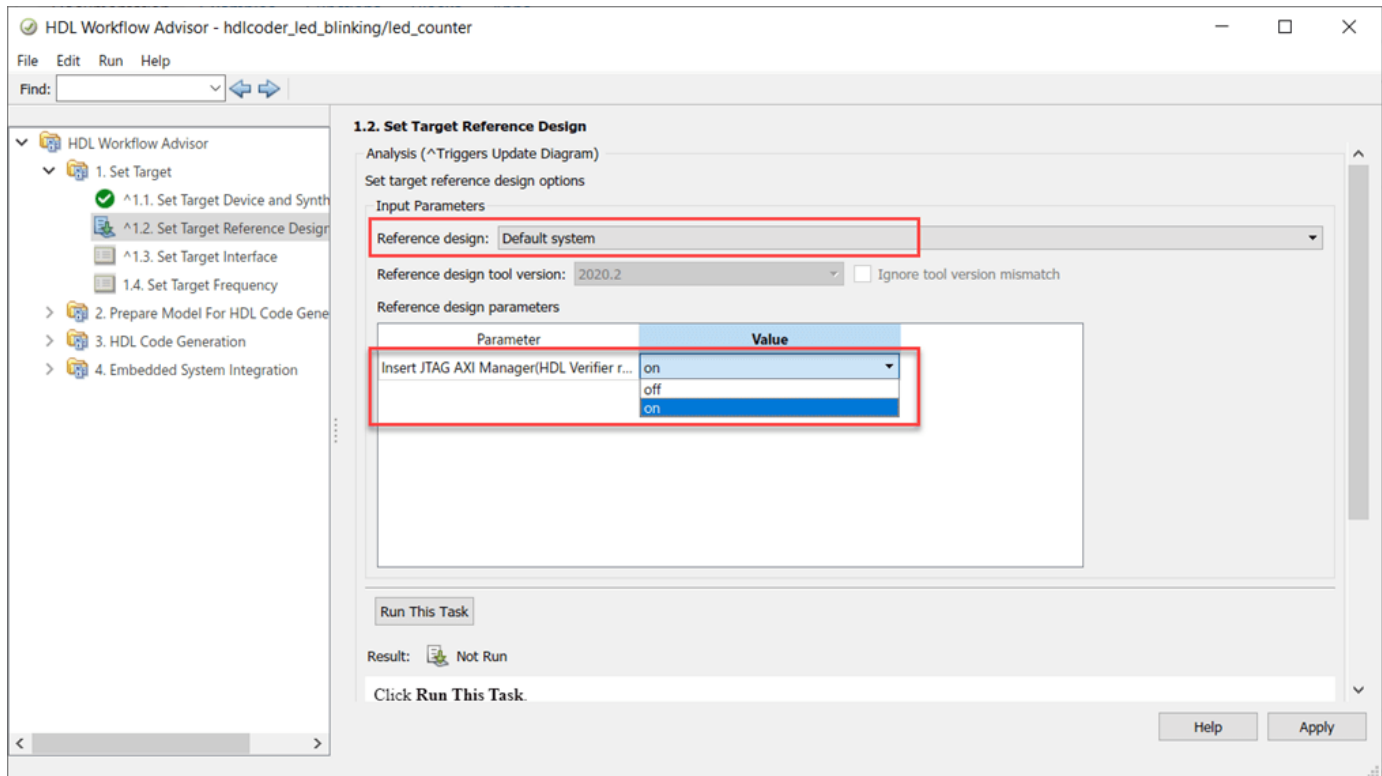 HDL Workflow Advisor - hdlcoder_led_blinking/led_counter
File Edit Run Help
Find:
HDL Workflow Advisor
1. Set Target
^1.1. Set Target Device and Synth
^1.2. Set Target Reference Desigr
^1.3. Set Target Interface
1.4. Set Target Frequency
2. Prepare Model For HDL Code Gene
3. HDL Code Generation
4. Embedded System Integration
1.2. Set Target Reference Design
Analysis (^Triggers Update Diagram)
Set target reference design options
Input Parameters
Reference design: Default system
Reference design tool version: 2020.2 Ignore tool version mismatch
Reference design parameters
Parameter Value
Insert JTAG AXI Manager(HDL Verifier r... on
off
on
Run This Task
Result: Not Run
Click Run This Task.
Help Apply